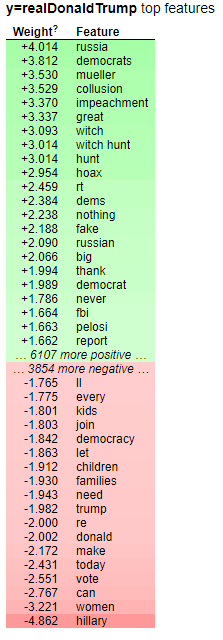 y=realDonaldTrump top features
Weight? Feature
+4.014 russia
+3.812 democrats
+3.530 mueller
+3.529 collusion
+3.370 impeachment
+3.337 great
+3.093 witch
+3.014 witch hunt
+3.014 hunt
+2.954 hoax
+2.459 rt
+2.384 dems
+2.238 nothing
+2.188 fake
+2.090 russian
+2.066 big
+1.994 thank
+1.989 democrat
+1.786 never
+1.664 fbi
+1.663 pelosi
+1.662 report
… 6107 more positive …
… 3854 more negative …
-1.765 ll
-1.775 every
-1.801 kids
-1.803 join
-1.842 democracy
-1.863 let
-1.912 children
-1.930 families
-1.943 need
-1.982 trump
-2.000 re
-2.002 donald
-2.172 make
-2.431 today
-2.551 vote
-2.767 can
-3.221 women
-4.862 hillary